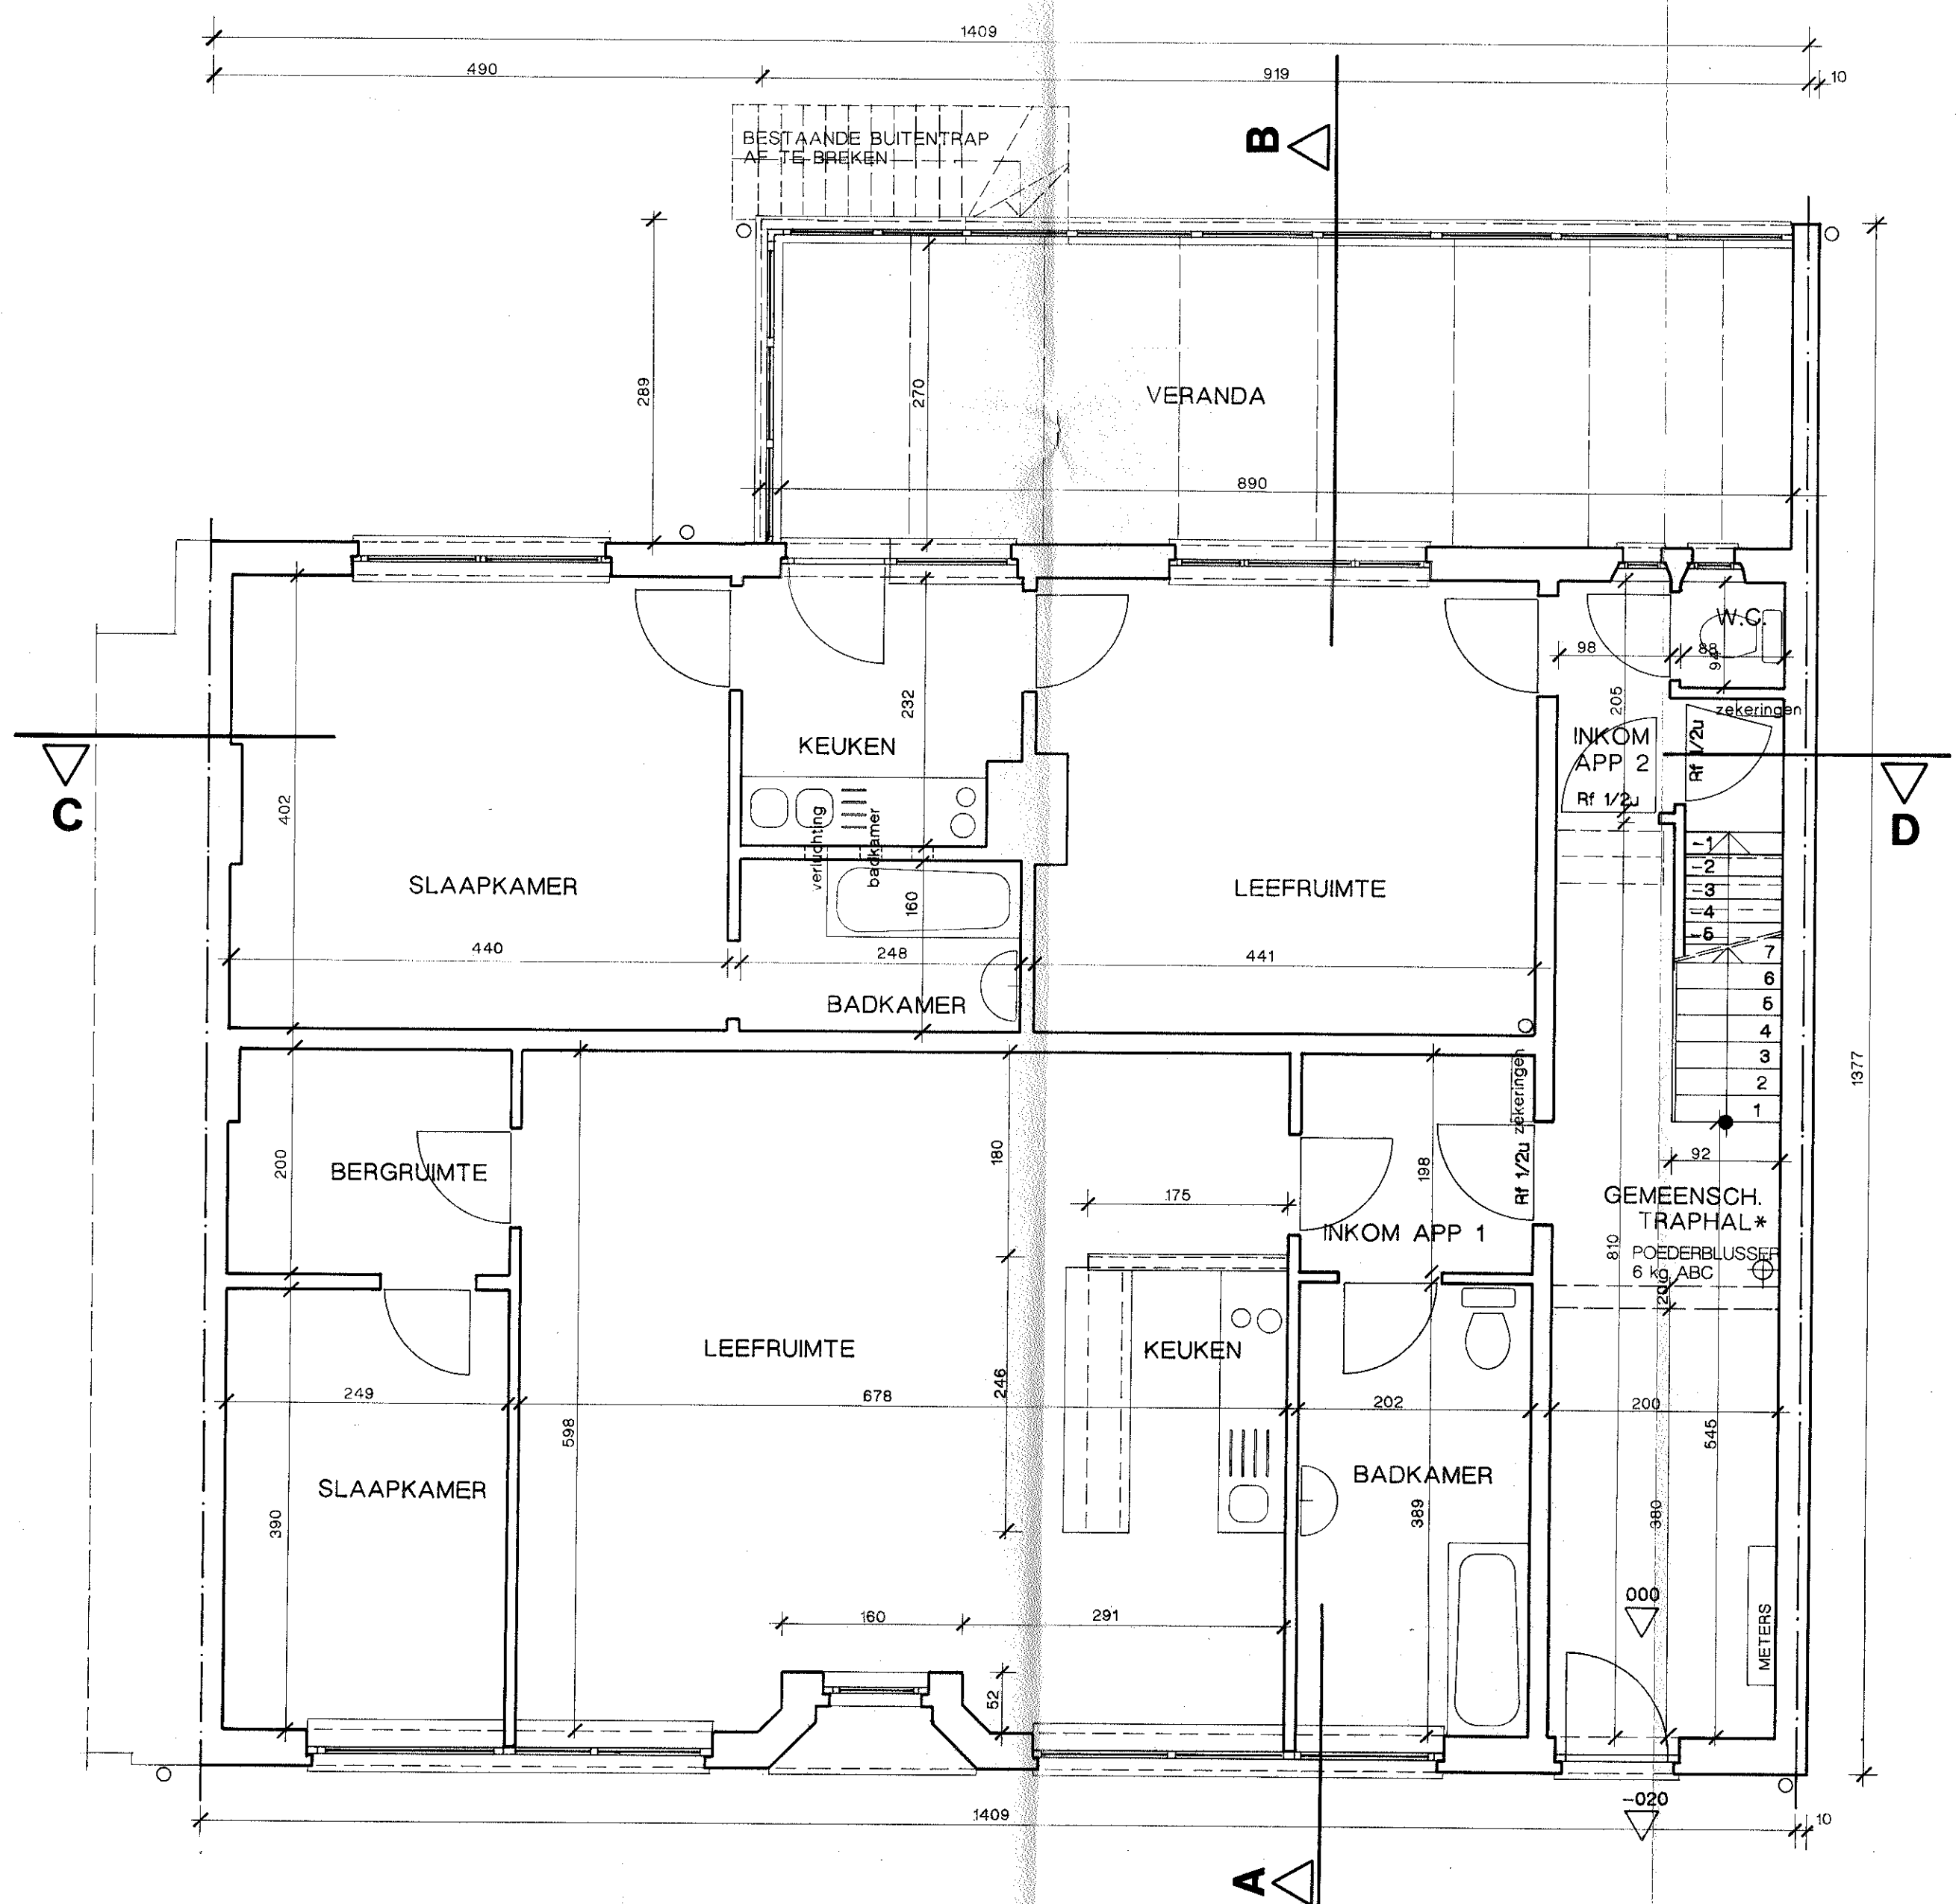 1409
490
919
10
BESTAANDE BUITENTRAP
AF TE BREKEN
B
289
270
VERANDA
890
W.C.
98
88
94
232
205
zekeringen
KEUKEN
INKOM
APP 2
Rf 1/2u
Rf 1/2u
C
D
402
verluchting
badkamer
-1
-2
-3
-4
-5
SLAAPKAMER
160
LEEFRUIMTE
440
248
441
7
6
5
4
3
2
1
BADKAMER
1377
zekeringen
Rf 1/2u
200
BERGRUIMTE
180
198
92
175
GEMEENSCH.
TRAPHAL*
INKOM APP 1
810
POEDERBLUSSER
6 kg ABC
20
LEEFRUIMTE
KEUKEN
249
678
246
202
200
598
545
SLAAPKAMER
BADKAMER
390
389
380
000
160
291
METERS
52
-020
1409
10
A